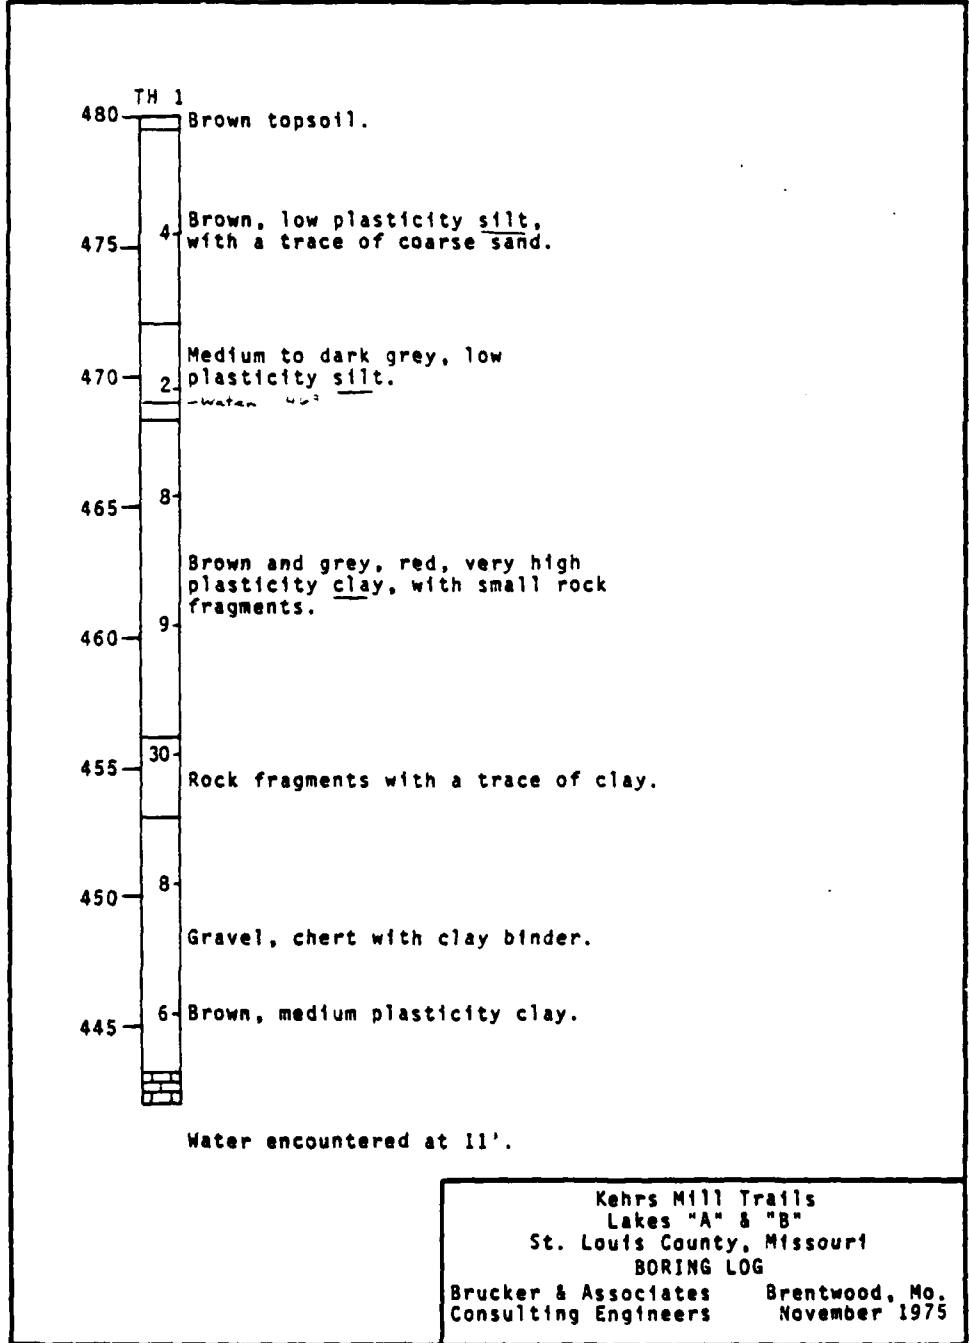 TH 1
480
Brown topsoil.
Brown, low plasticity silt,
4
475
with a trace of coarse sand.
Medium to dark grey, low
470
2
plasticity silt.
-Water 469
8
465
Brown and grey, red, very high
plasticity clay, with small rock
fragments.
9
460
30
455
Rock fragments with a trace of clay.
8
450
Gravel, chert with clay binder.
6
Brown, medium plasticity clay.
445
Water encountered at 11'.
Kehrs Mill Trails
Lakes "A" & "B"
St. Louis County, Missouri
BORING LOG
Brucker & Associates Brentwood, Mo.
Consulting Engineers November 1975